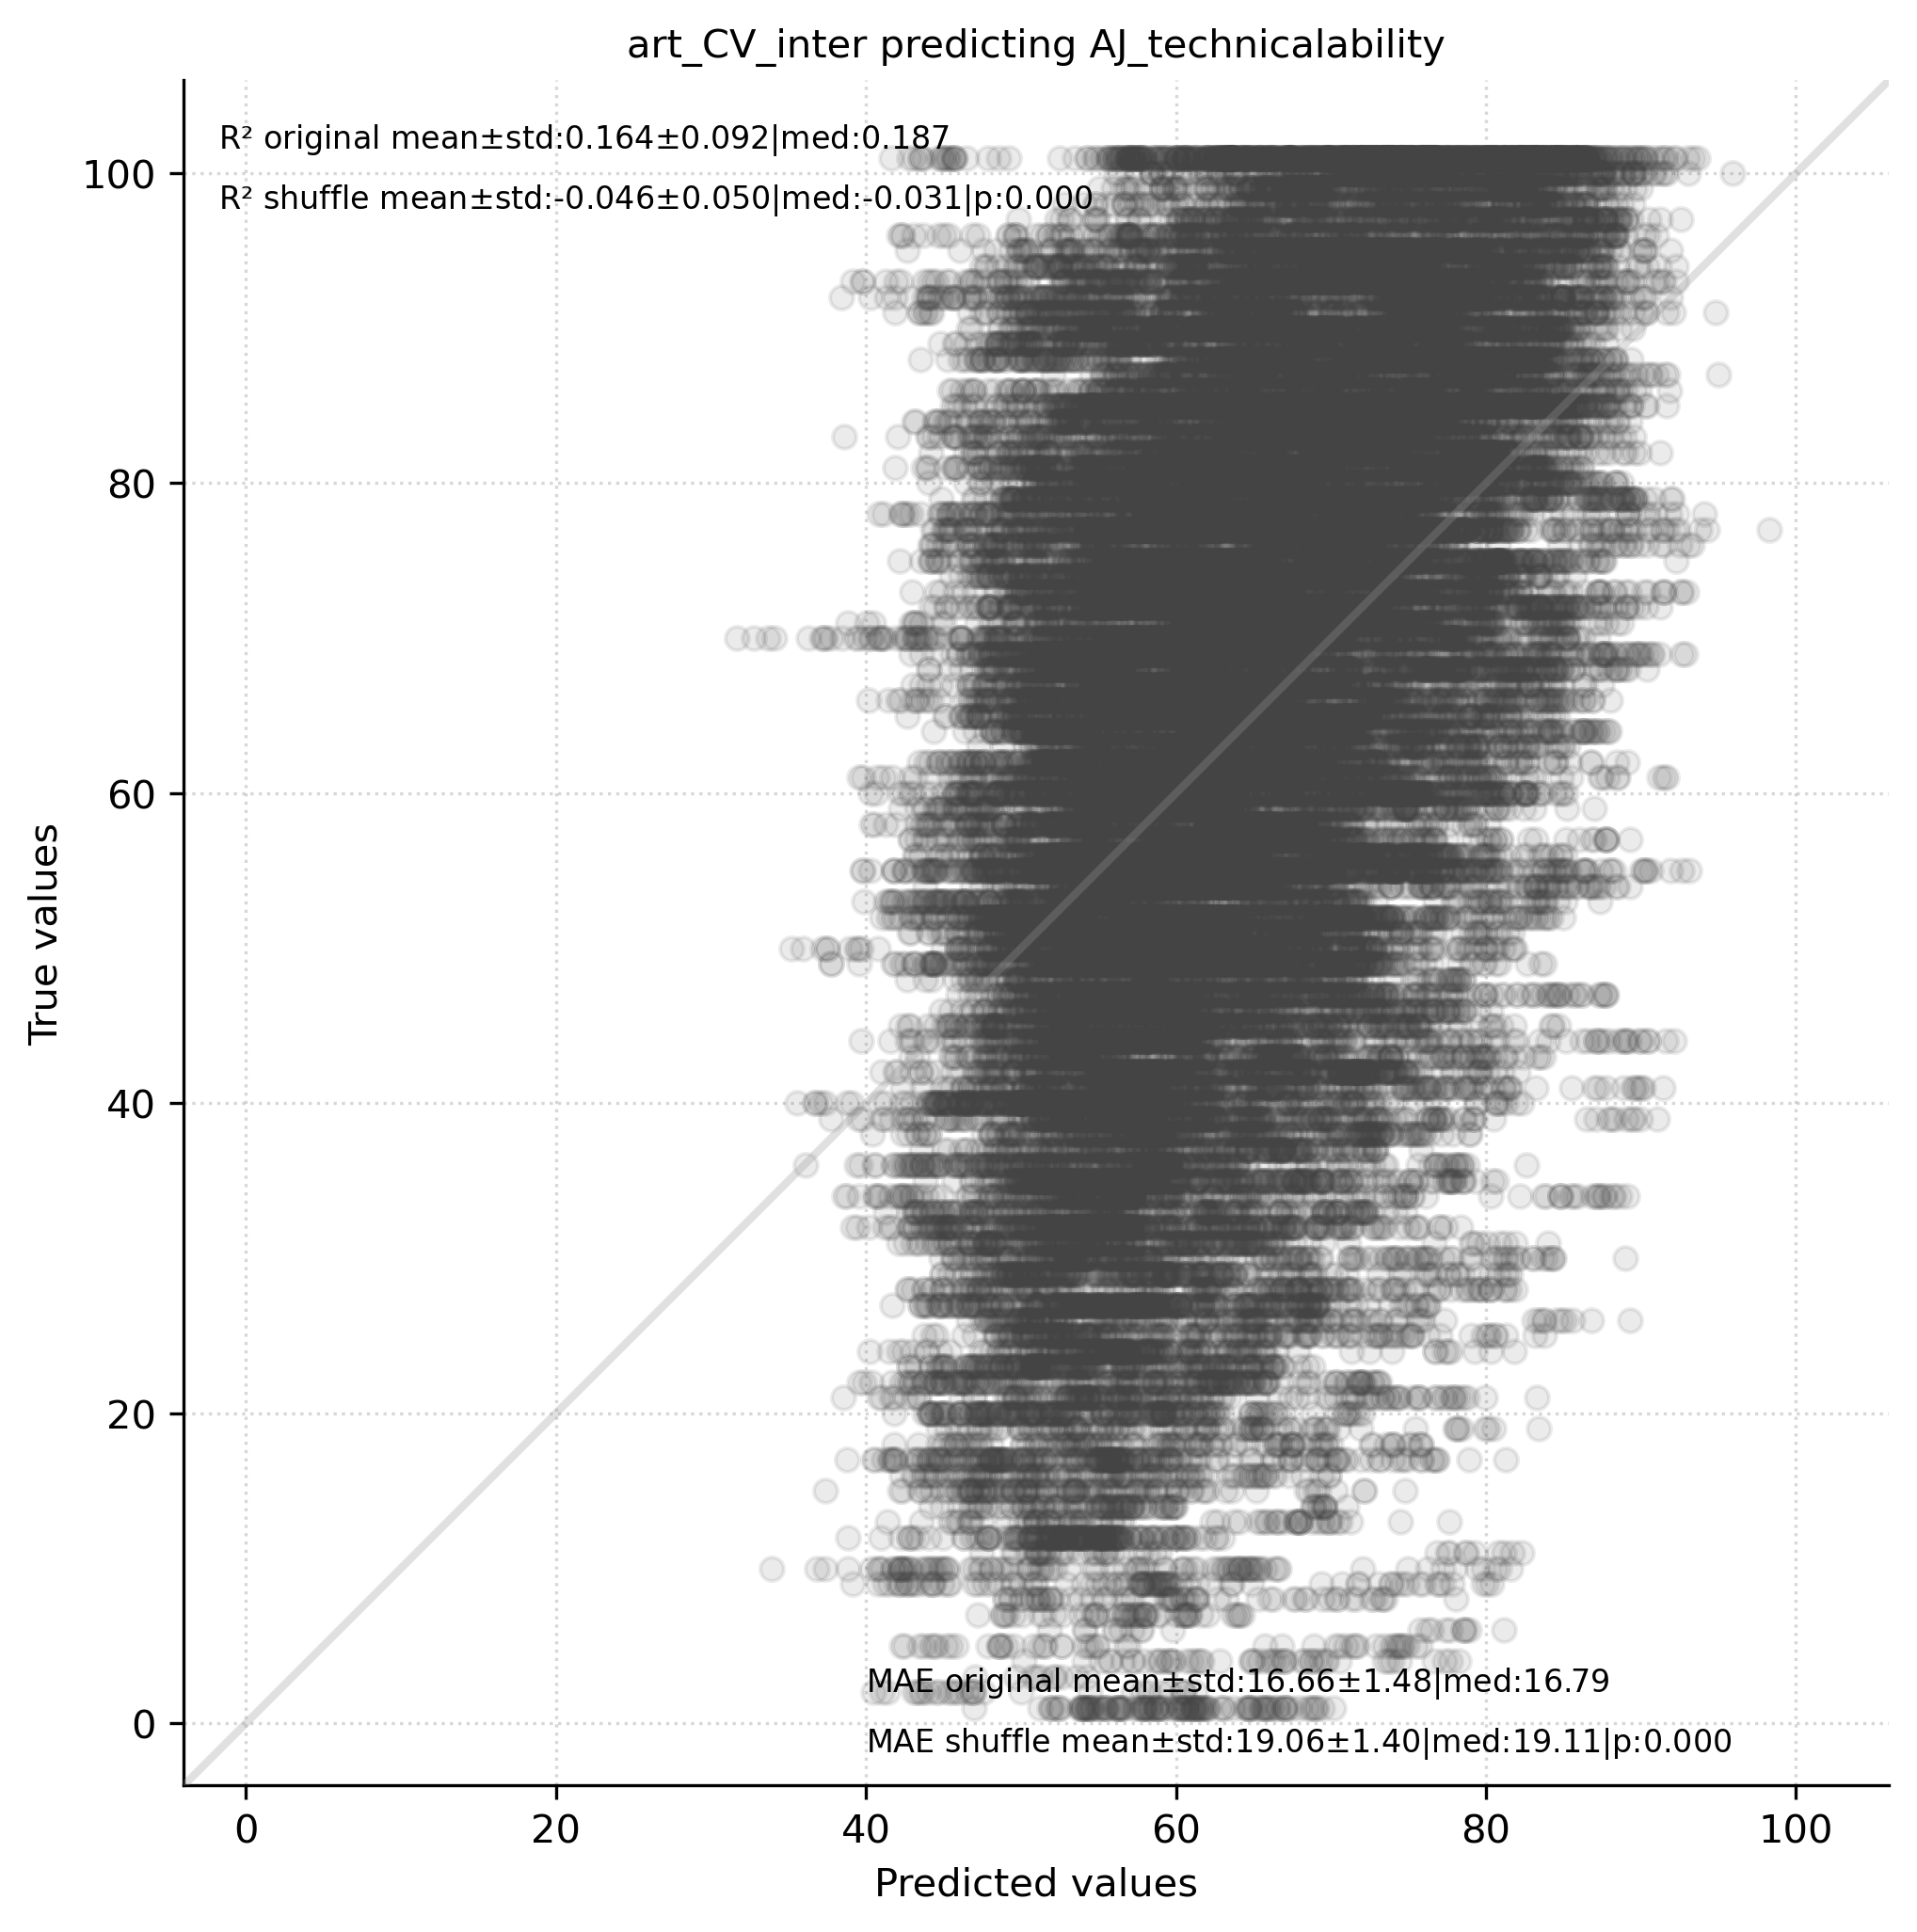 art_CV_inter predicting AJ_technicalability
R² original mean±std:0.164±0.092|med:0.187
R² shuffle mean±std:-0.046±0.050|med:-0.031|p:0.000
100
80
60
40
20
0
True values
MAE original mean±std:16.66±1.48|med:16.79
MAE shuffle mean±std:19.06±1.40|med:19.11|p:0.000
0 20 40 60 80 100
Predicted values